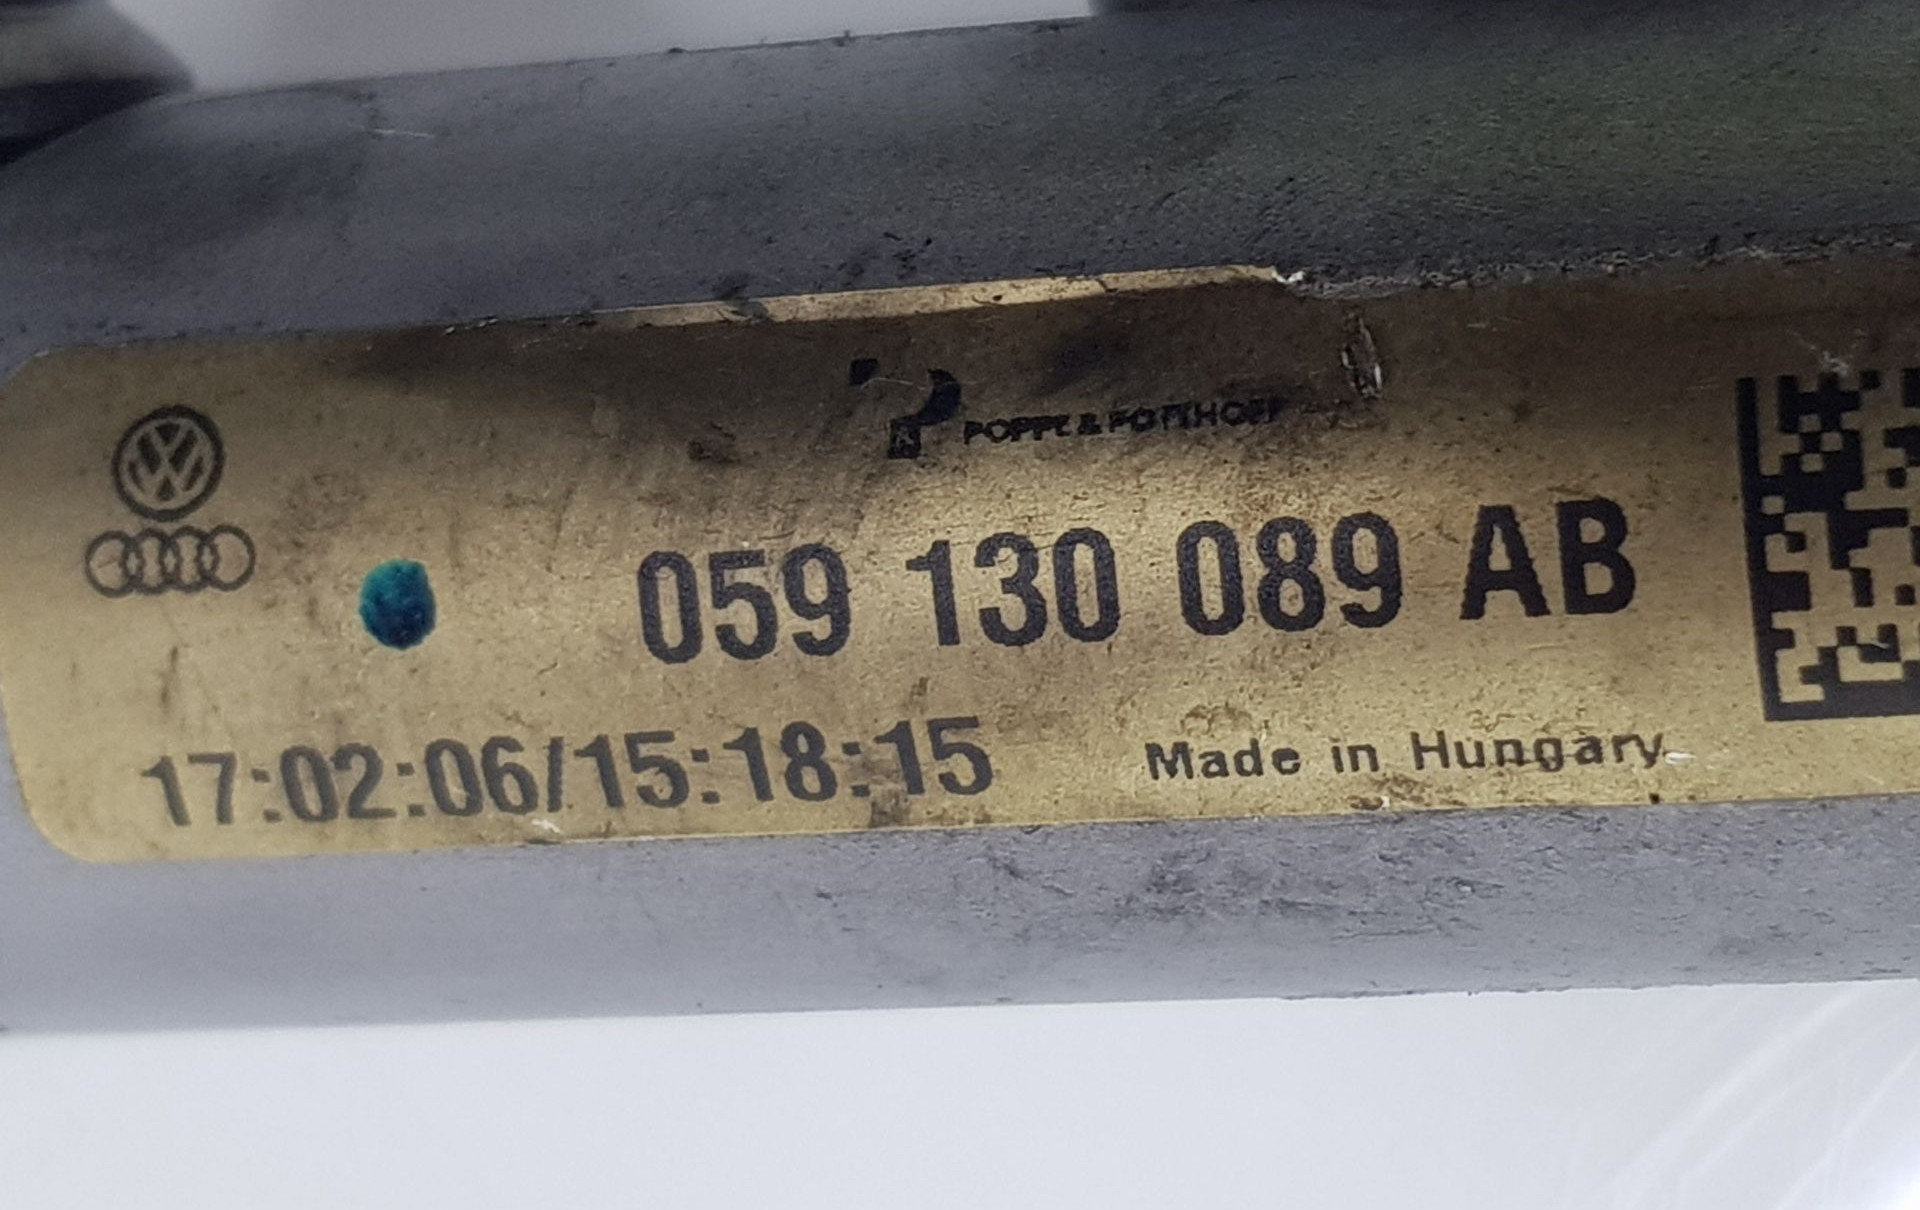 POPPE & POTTHOFF
059 130 089 AB
17:02:06/15:18:15
Made in Hungary